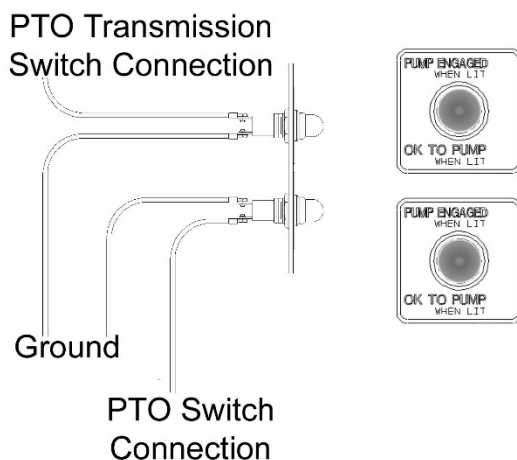 PTO Transmission
Switch Connection
PUMP ENGAGED
WHEN LIT
OK TO PUMP
WHEN LIT
PUMP ENGAGED
WHEN LIT
OK TO PUMP
WHEN LIT
Ground
PTO Switch
Connection